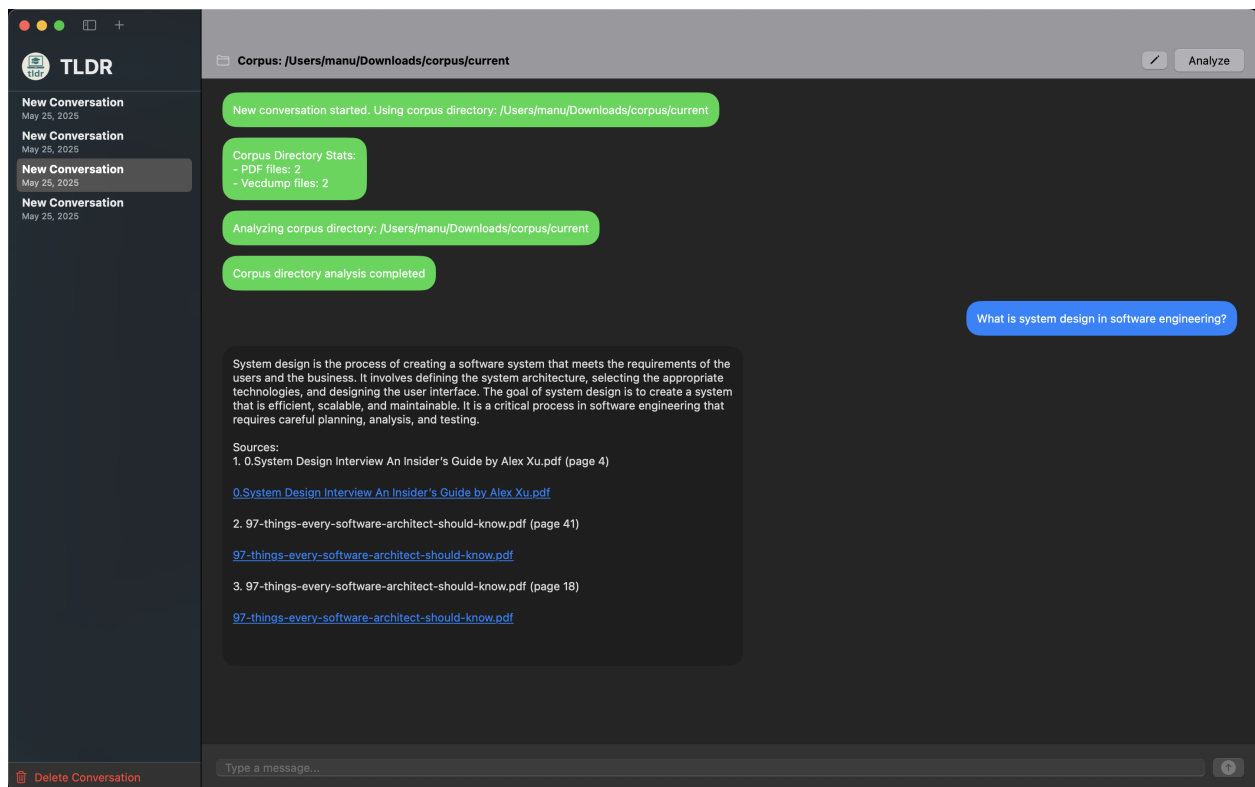 tldr
TLDR
New Conversation
May 25, 2025
New Conversation
May 25, 2025
New Conversation
May 25, 2025
New Conversation
May 25, 2025
Delete Conversation
Corpus: /Users/manu/Downloads/corpus/current
Analyze
New conversation started. Using corpus directory: /Users/manu/Downloads/corpus/current
Corpus Directory Stats:
- PDF files: 2
- Vecdump files: 2
Analyzing corpus directory: /Users/manu/Downloads/corpus/current
Corpus directory analysis completed
What is system design in software engineering?
System design is the process of creating a software system that meets the requirements of the
users and the business. It involves defining the system architecture, selecting the appropriate
technologies, and designing the user interface. The goal of system design is to create a system
that is efficient, scalable, and maintainable. It is a critical process in software engineering that
requires careful planning, analysis, and testing.
Sources:
1. 0.System Design Interview An Insider's Guide by Alex Xu.pdf (page 4)
0.System Design Interview An Insider's Guide by Alex Xu.pdf
2. 97-things-every-software-architect-should-know.pdf (page 41)
97-things-every-software-architect-should-know.pdf
3. 97-things-every-software-architect-should-know.pdf (page 18)
97-things-every-software-architect-should-know.pdf
Type a message...